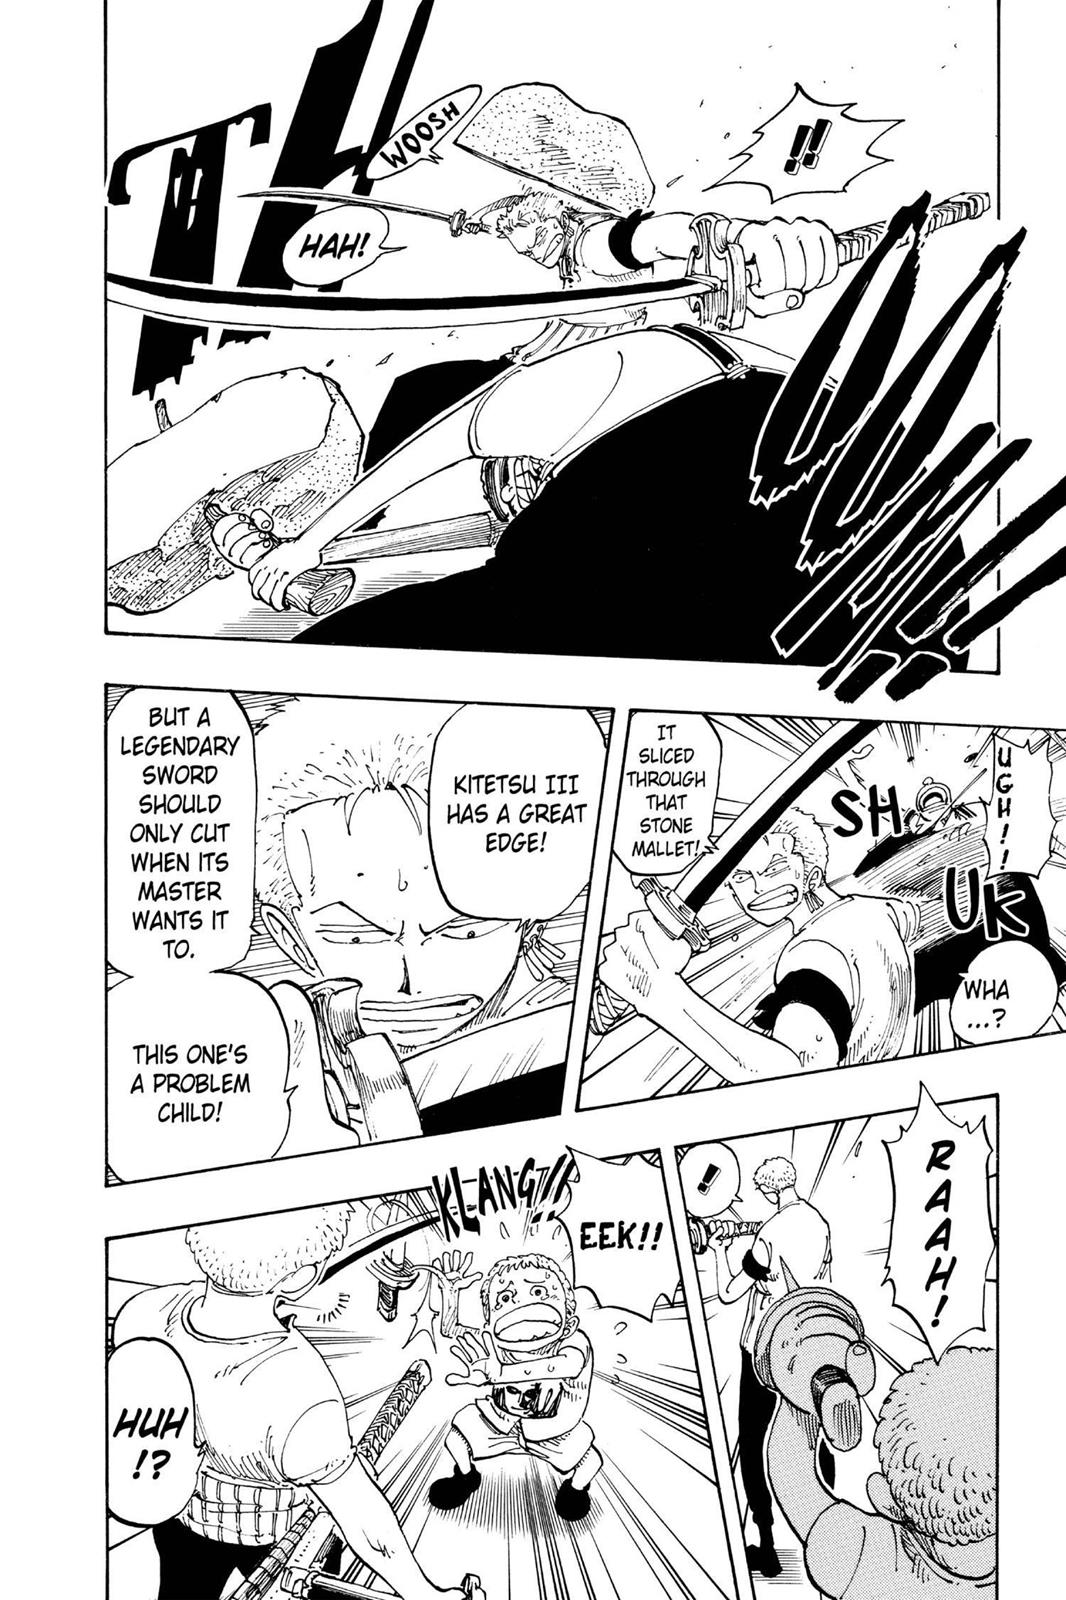 !!
WOOSH
HAH!
THUUUM!!
UGH!!
IT
SLICED
THROUGH
THAT
STONE
MALLET!
SH
UK
WHA
...?
KITETSU III
HAS A GREAT
EDGE!
BUT A
LEGENDARY
SWORD
SHOULD
ONLY CUT
WHEN ITS
MASTER
WANTS IT
TO.
THIS ONE'S
A PROBLEM
CHILD!
RAAH!
!
EEK!!
KLANG!!
HUH
!?